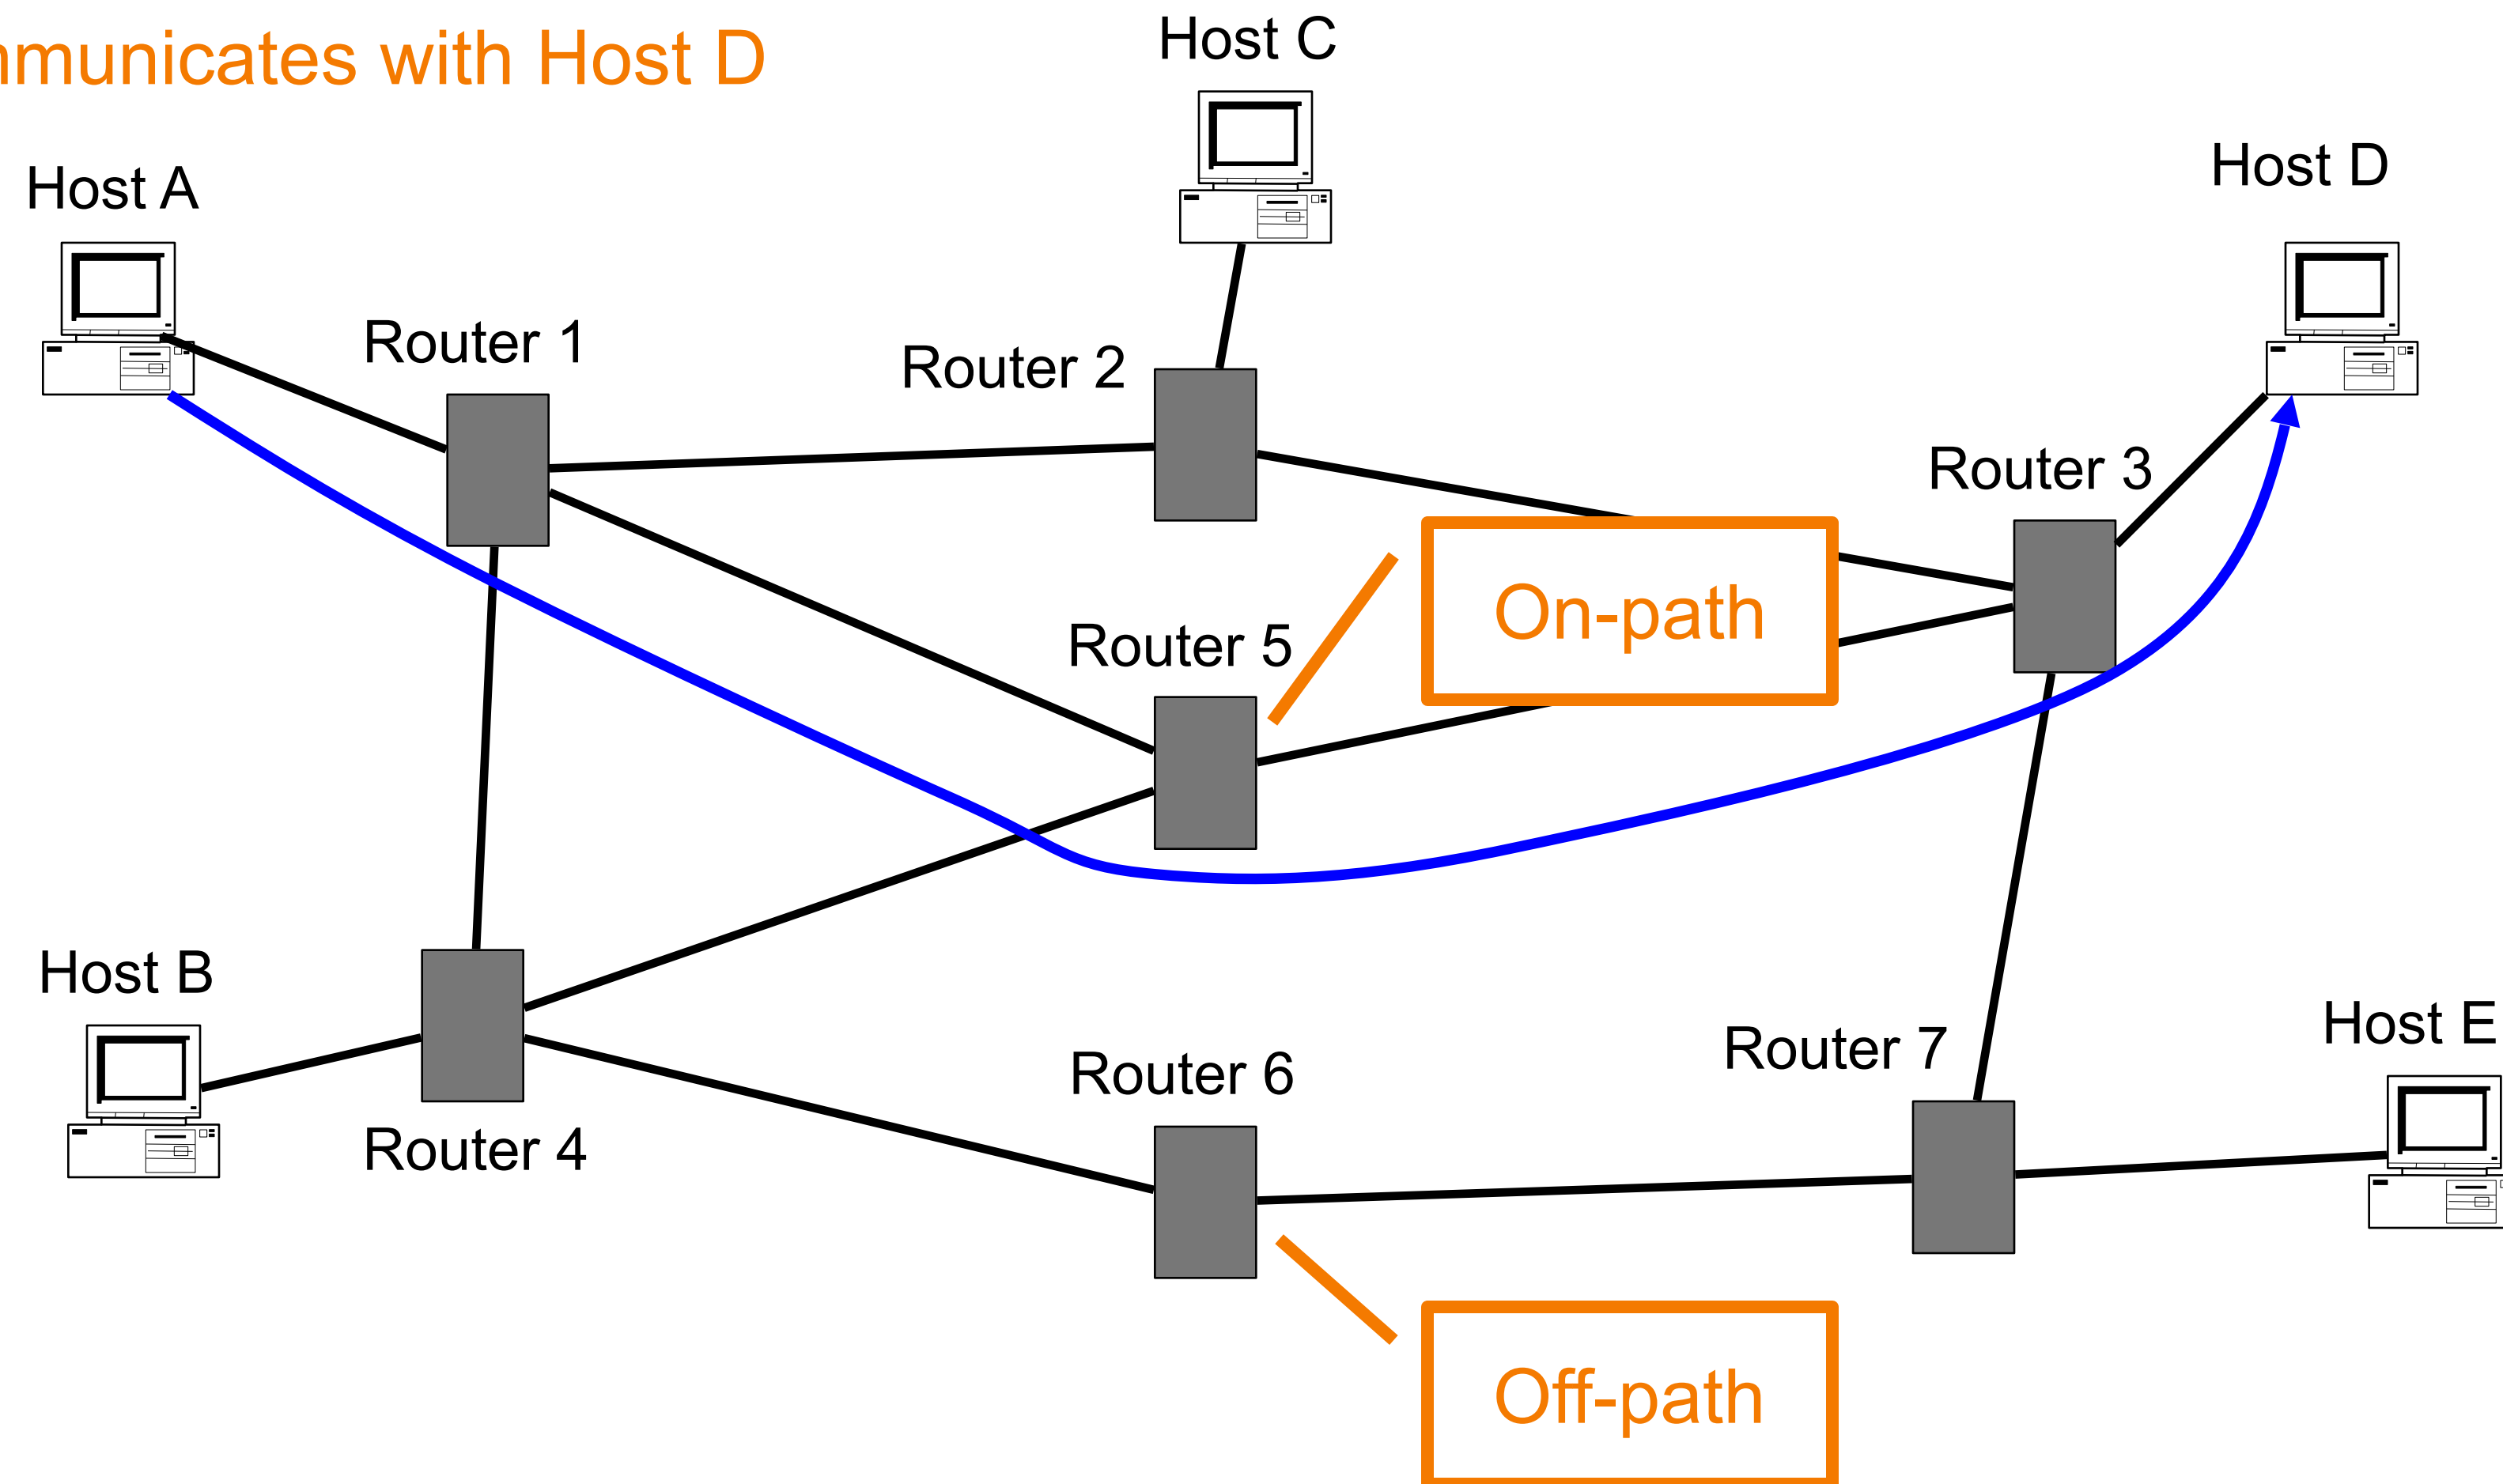 communicates with Host D
Host C
Host A
Host D
Router 1
Router 2
Router 3
On-path
Router 5
Host B
Host E
Router 7
Router 6
Router 4
Off-path